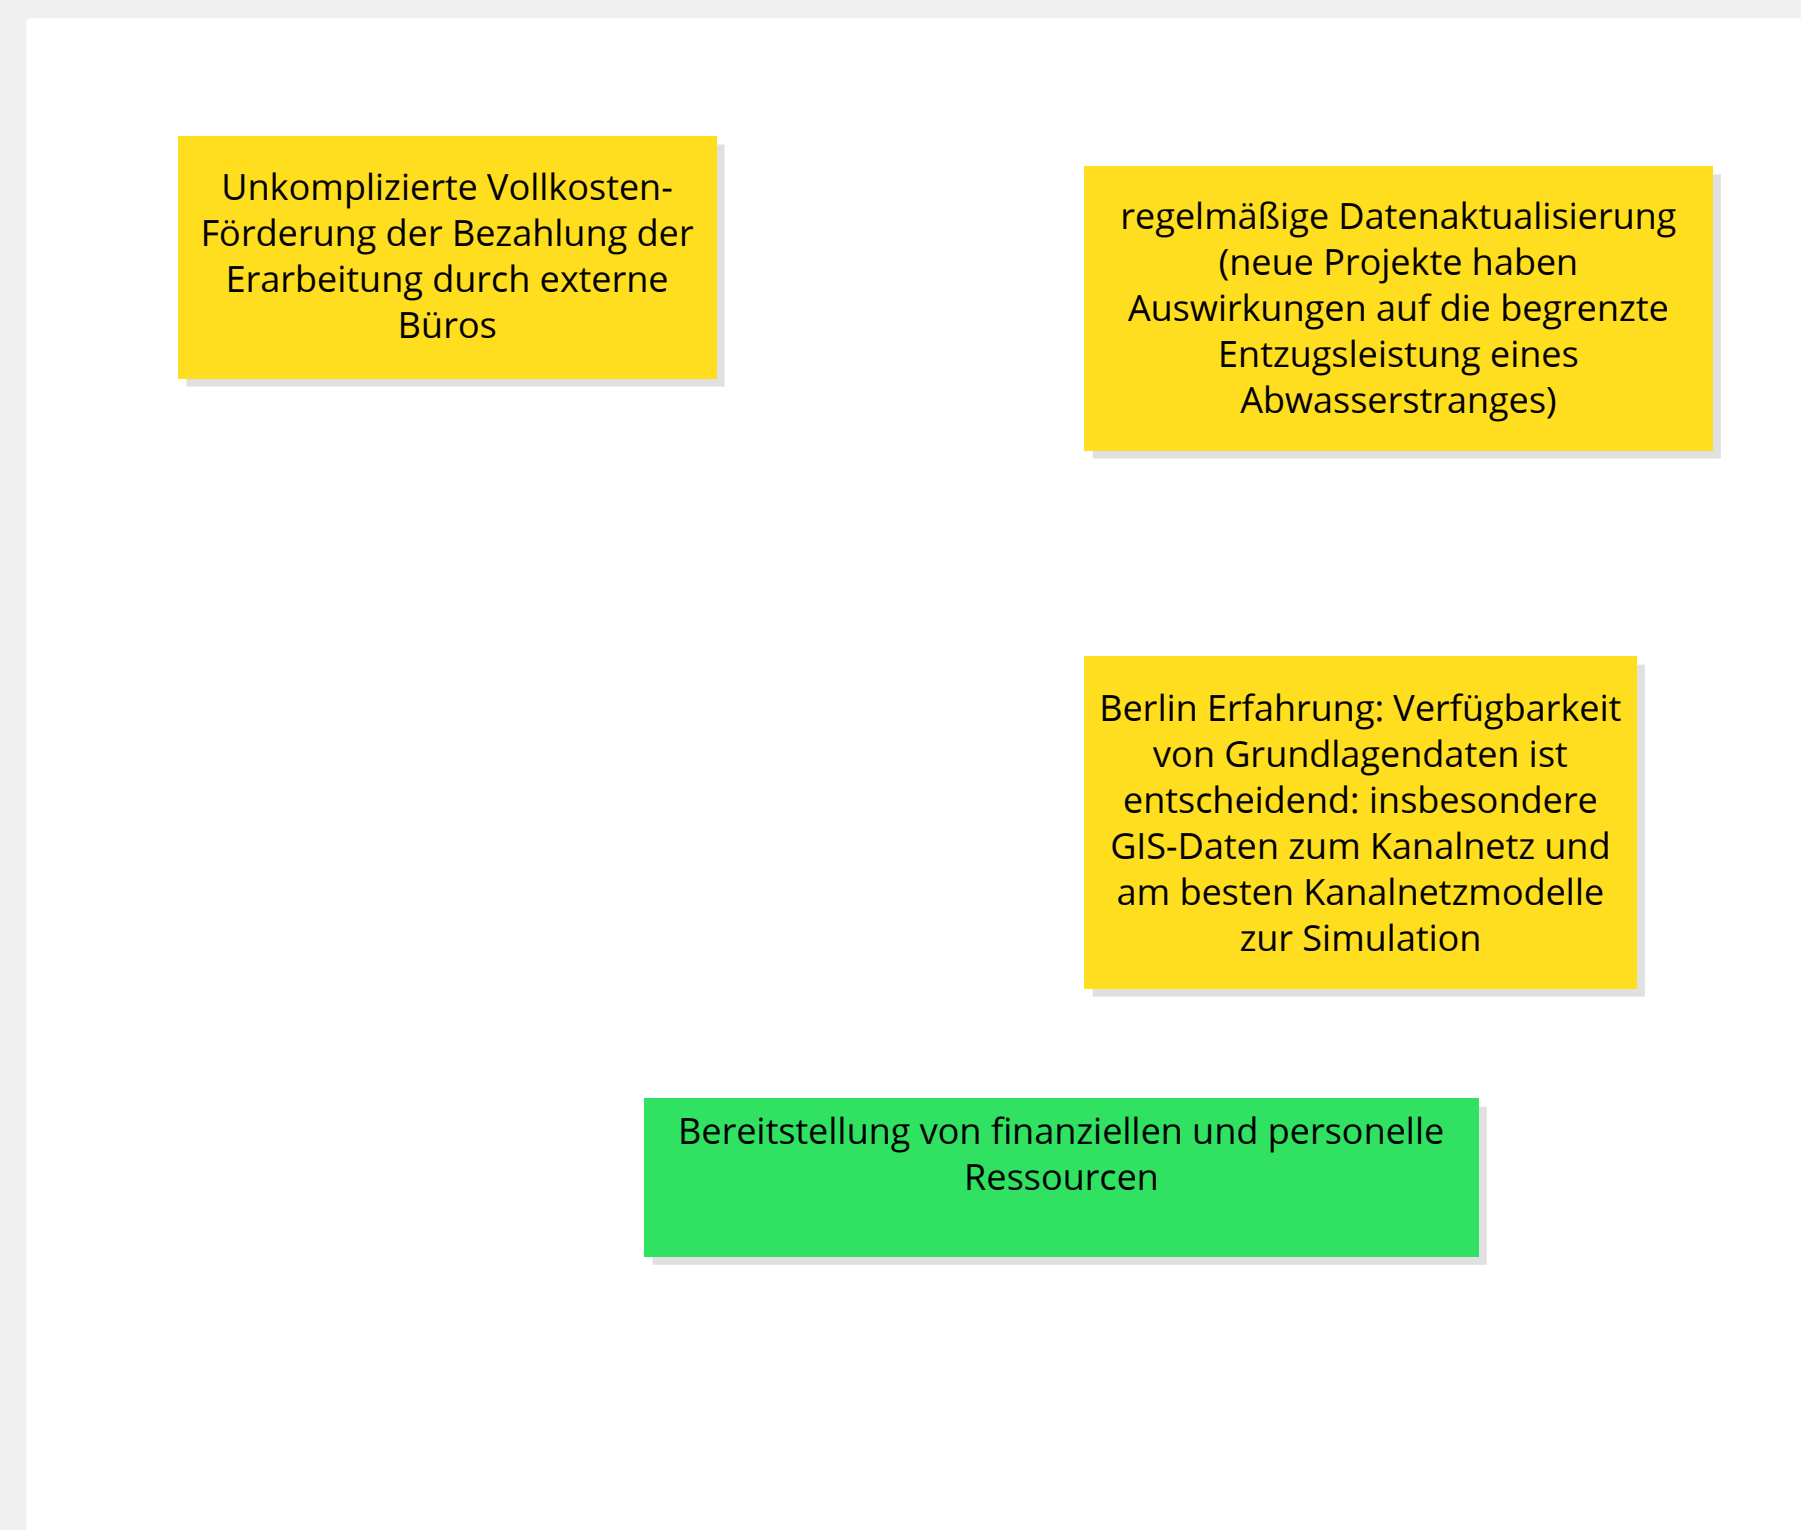 Unkomplizierte Vollkosten-
Förderung der Bezahlung der
Erarbeitung durch externe
Büros
regelmäßige Datenaktualisierung
(neue Projekte haben
Auswirkungen auf die begrenzte
Entzugsleistung eines
Abwasserstranges)
Berlin Erfahrung: Verfügbarkeit
von Grundlagendaten ist
entscheidend: insbesondere
GIS-Daten zum Kanalnetz und
am besten Kanalnetzmodelle
zur Simulation
Bereitstellung von finanziellen und personelle
Ressourcen